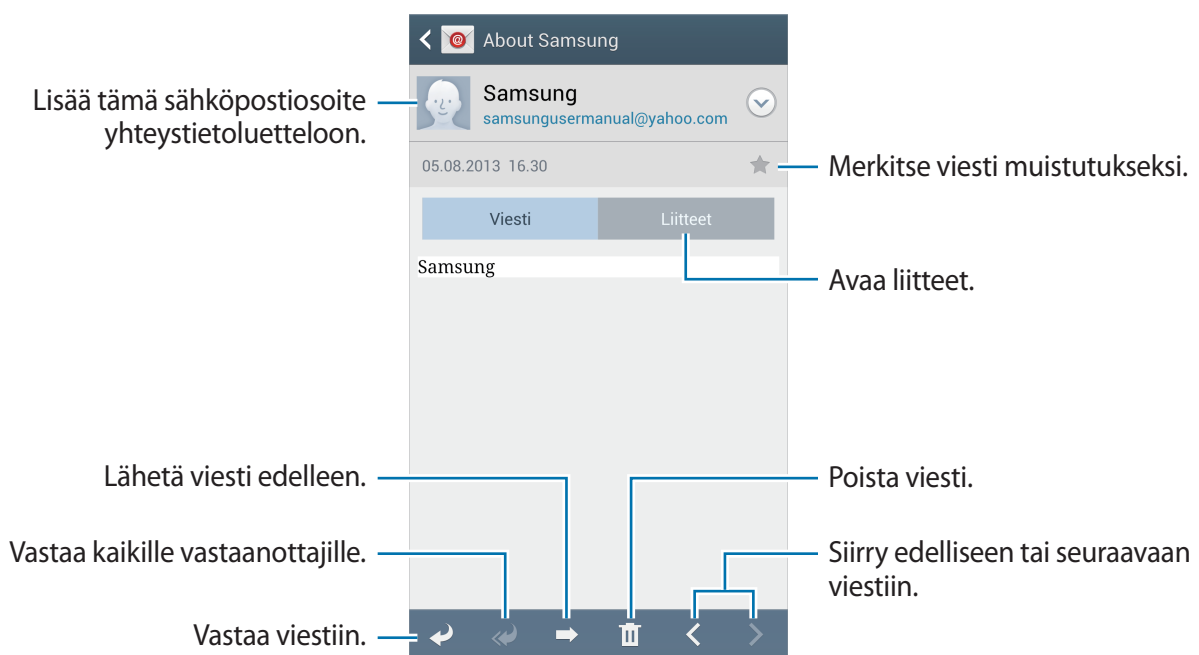 About Samsung
Lisää tämä sähköpostiosoite
yhteystietoluetteloon.
Samsung
samsungusermanual@yahoo.com
05.08.2013 16.30
Merkitse viesti muistutukseksi.
Viesti
Liitteet
Samsung
Avaa liitteet.
Lähetä viesti edelleen.
Poista viesti.
Vastaa kaikille vastaanottajille.
Siirry edelliseen tai seuraavaan
viestiin.
Vastaa viestiin.